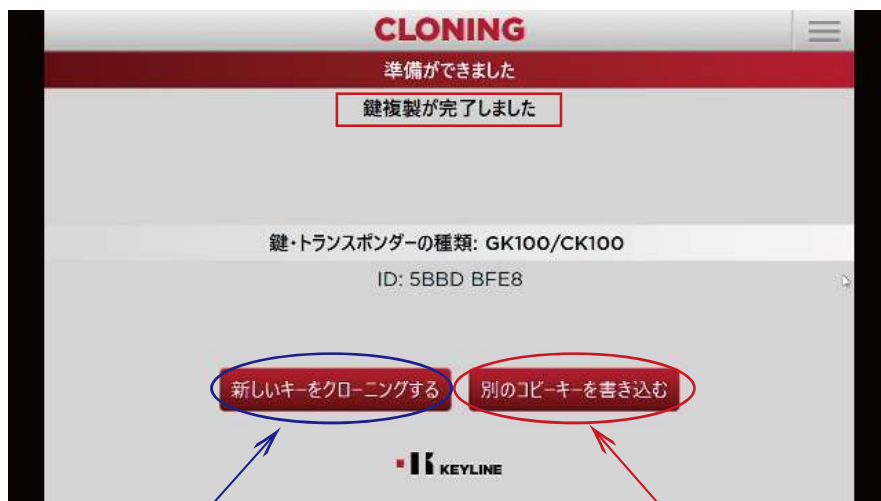 CLONING
準備ができました
鍵複製が完了しました
鍵・トランスポンダーの種類: GK100/CK100
ID: 5BBD BFE8
新しいキーをクローニングする
別のコピーキーを書き込む
KEYLINE